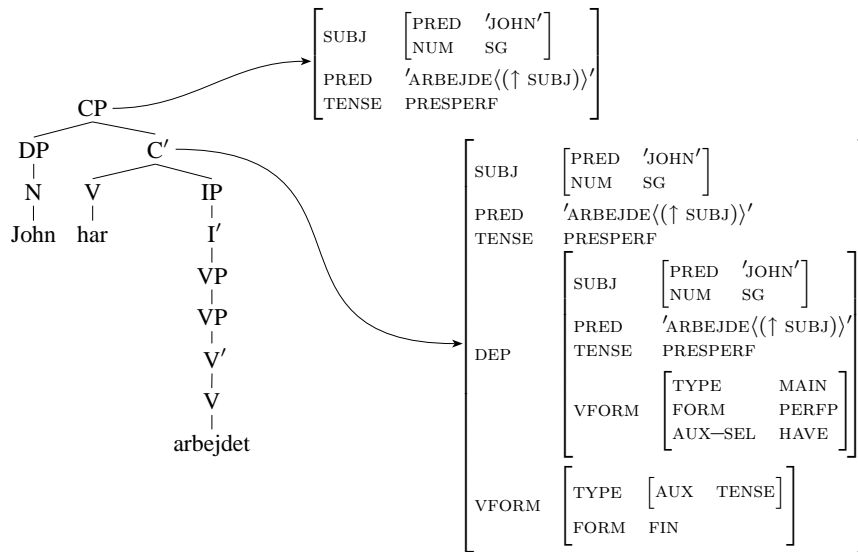 SUBJ [PRED 'JOHN']
[NUM SG]
PRED 'ARBEJDE⟨(↑ SUBJ)⟩'
TENSE PRESPERF
CP
DP C′
N V IP
John har I′
VP
VP
V′
V
arbejdet
SUBJ [PRED 'JOHN']
[NUM SG]
PRED 'ARBEJDE⟨(↑ SUBJ)⟩'
TENSE PRESPERF
DEP
SUBJ [PRED 'JOHN']
[NUM SG]
PRED 'ARBEJDE⟨(↑ SUBJ)⟩'
TENSE PRESPERF
VFORM
TYPE MAIN
FORM PERFP
AUX–SEL HAVE
VFORM
TYPE [AUX TENSE]
FORM FIN